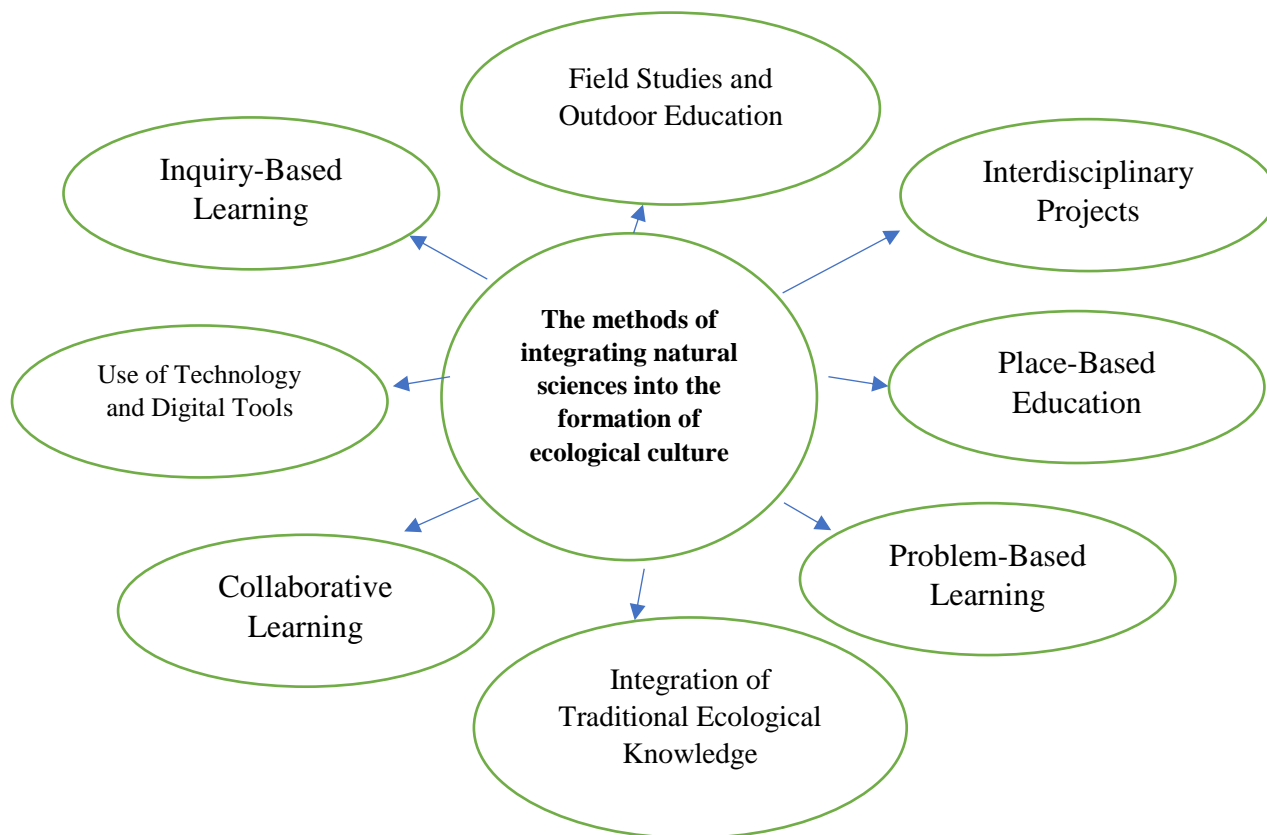 Field Studies and
Outdoor Education
Inquiry-Based
Learning
Interdisciplinary
Projects
The methods of
integrating natural
sciences into the
formation of
ecological culture
Use of Technology
and Digital Tools
Place-Based
Education
Collaborative
Learning
Problem-Based
Learning
Integration of
Traditional Ecological
Knowledge